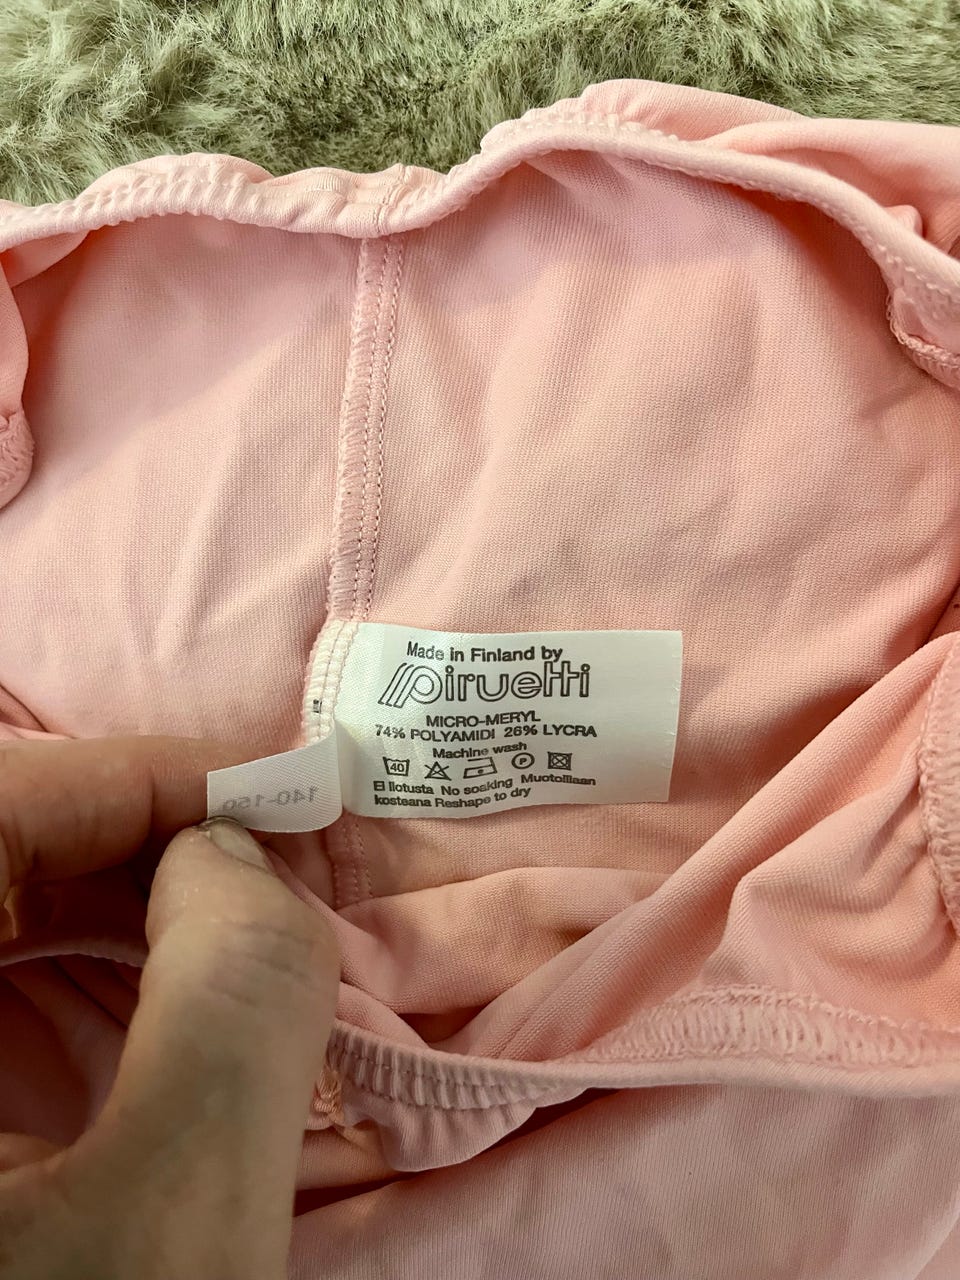 Made in Finland by
piruetti
MICRO-MERYL
74% POLYAMIDI 26% LYCRA
Machine wash
40 P
Ei liotusta No soaking Muotoillaan
kosteana Reshape to dry
140-150